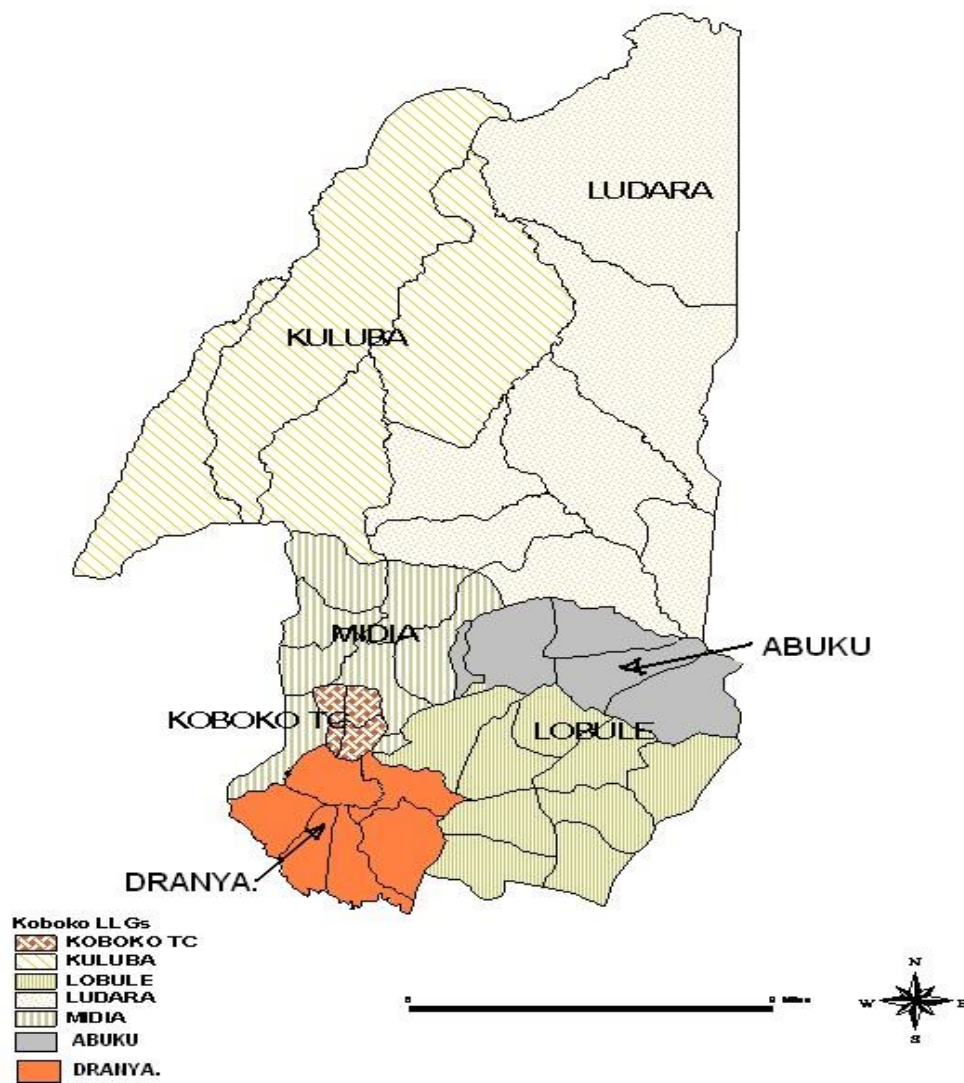 LUDARA
KULUBA
MIDIA
ABUKU
KOBOKO TC
LOBULE
DRANYA.
Koboko LLGs
KOBOKO TC
KULUBA
LOBULE
LUDARA
MIDIA
ABUKU
DRANYA.
N
W E
S